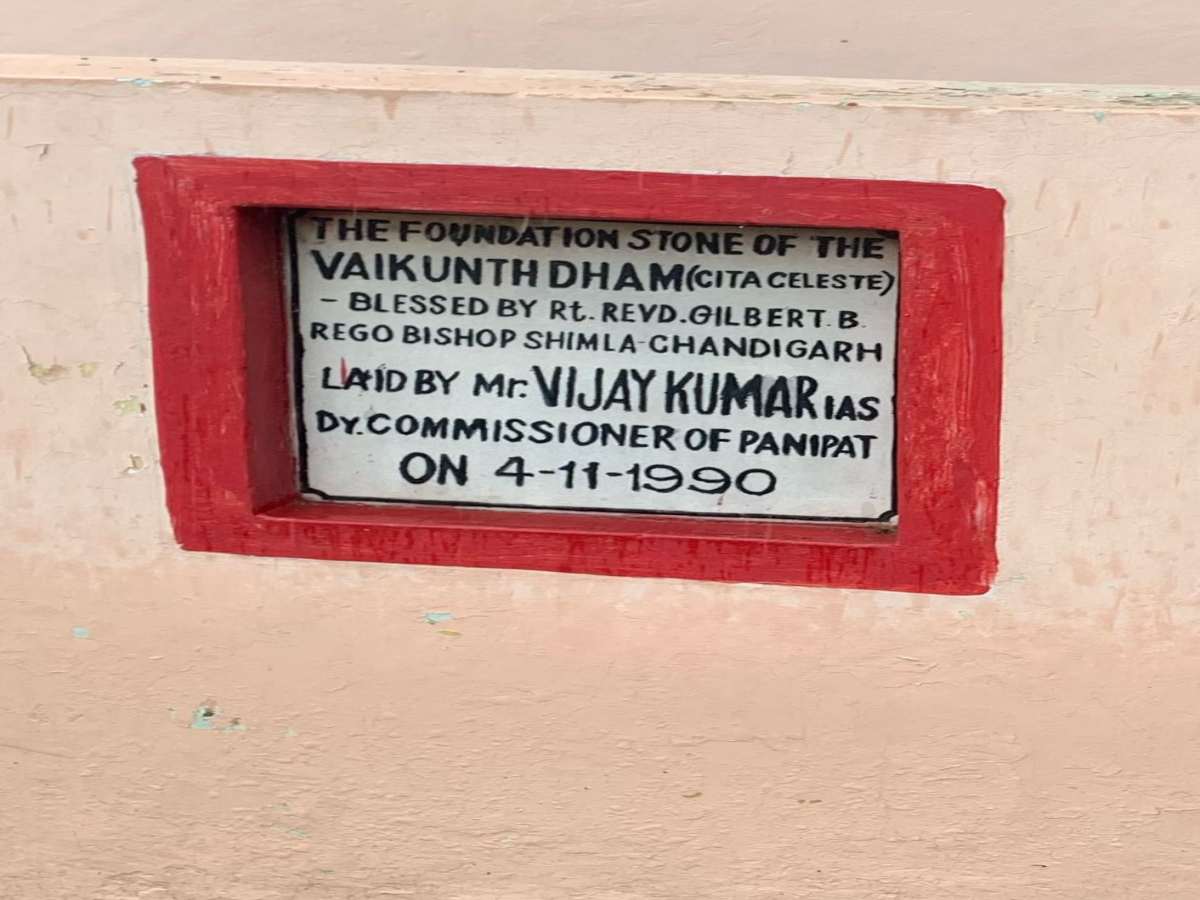 THE FOUNDATION STONE OF THE
VAIKUNTH DHAM (CITA CELESTE)
- BLESSED BY Rt. REVD. GILBERT. B.
REGO BISHOP SHIMLA-CHANDIGARH
LAID BY Mr. VIJAY KUMAR IAS
DY. COMMISSIONER OF PANIPAT
ON 4-11-1990